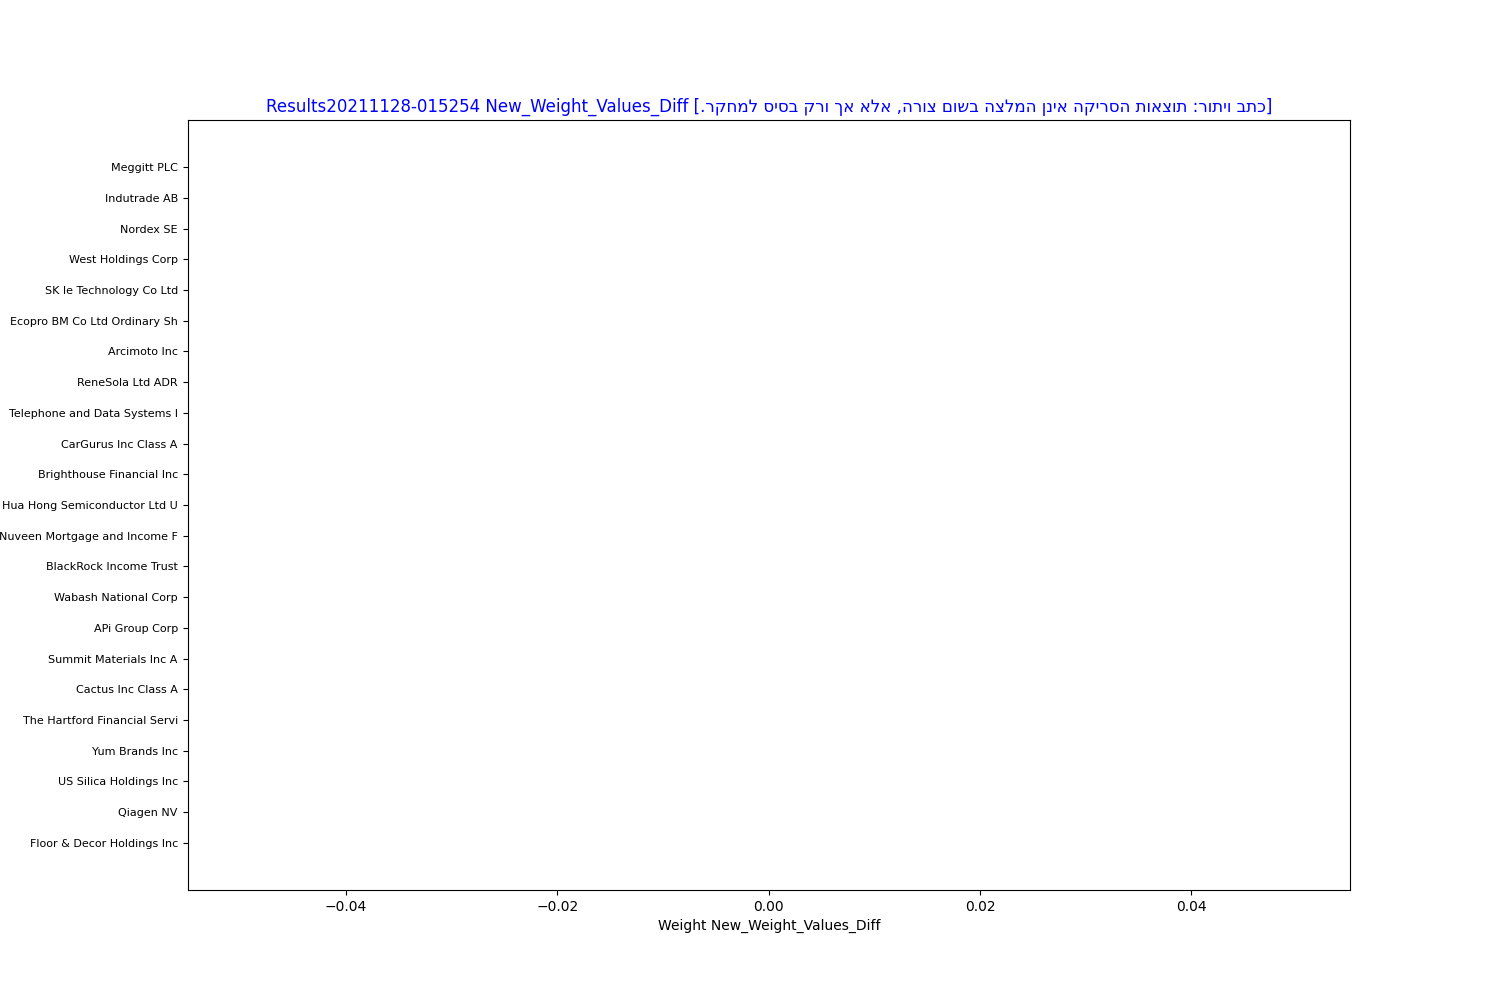 Results20211128-015254 New_Weight_Values_Diff [כתב ויתור: תוצאות הסריקה אינן המלצה בשום צורה, אלא אך ורק בסיס למחקר.]
Meggitt PLC
Indutrade AB
Nordex SE
West Holdings Corp
SK Ie Technology Co Ltd
Ecopro BM Co Ltd Ordinary Sh
Arcimoto Inc
ReneSola Ltd ADR
Telephone and Data Systems I
CarGurus Inc Class A
Brighthouse Financial Inc
Hua Hong Semiconductor Ltd U
Nuveen Mortgage and Income F
BlackRock Income Trust
Wabash National Corp
APi Group Corp
Summit Materials Inc A
Cactus Inc Class A
The Hartford Financial Servi
Yum Brands Inc
US Silica Holdings Inc
Qiagen NV
Floor & Decor Holdings Inc
−0.04 −0.02 0.00 0.02 0.04
Weight New_Weight_Values_Diff